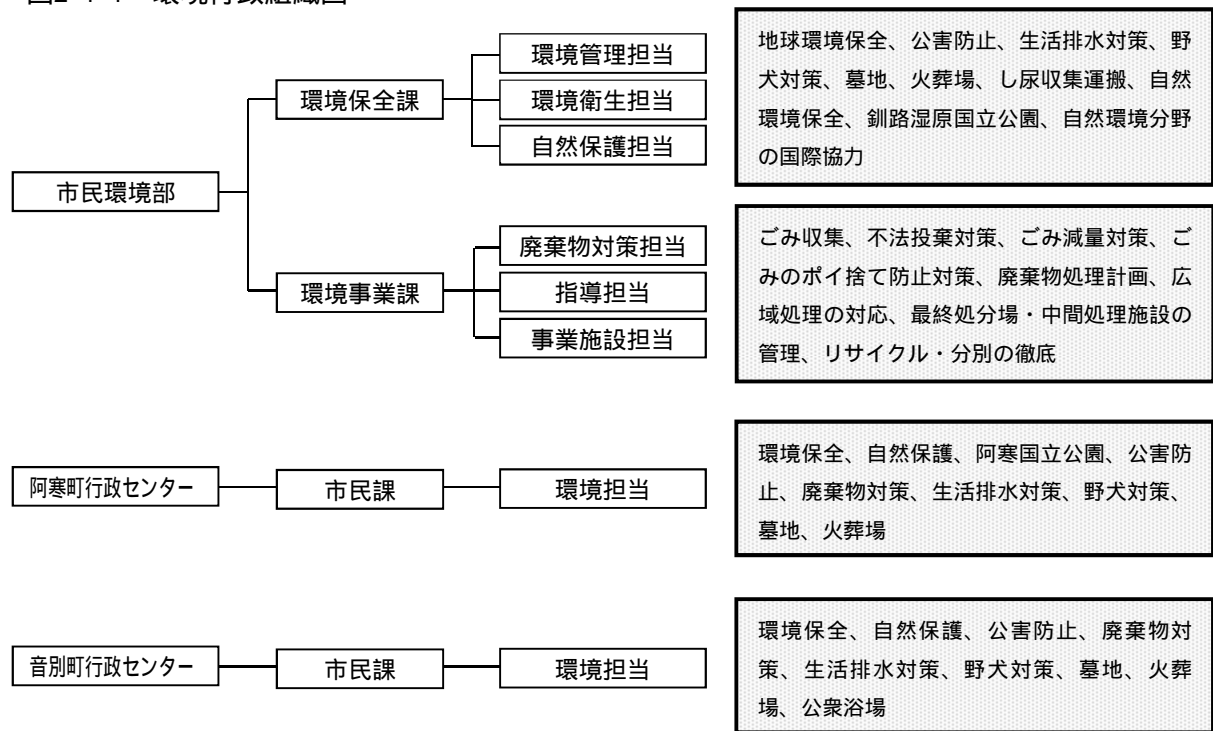 市民環境部
環境保全課
環境管理担当
環境衛生担当
自然保護担当
地球環境保全、公害防止、生活排水対策、野
犬対策、墓地、火葬場、し尿収集運搬、自然
環境保全、釧路湿原国立公園、自然環境分野
の国際協力
環境事業課
廃棄物対策担当
指導担当
事業施設担当
ごみ収集、不法投棄対策、ごみ減量対策、ご
みのポイ捨て防止対策、廃棄物処理計画、広
域処理の対応、最終処分場・中間処理施設の
管理、リサイクル・分別の徹底
阿寒町行政センター
市民課
環境担当
環境保全、自然保護、阿寒国立公園、公害防
止、廃棄物対策、生活排水対策、野犬対策、
墓地、火葬場
音別町行政センター
市民課
環境担当
環境保全、自然保護、公害防止、廃棄物対
策、生活排水対策、野犬対策、墓地、火葬
場、公衆浴場